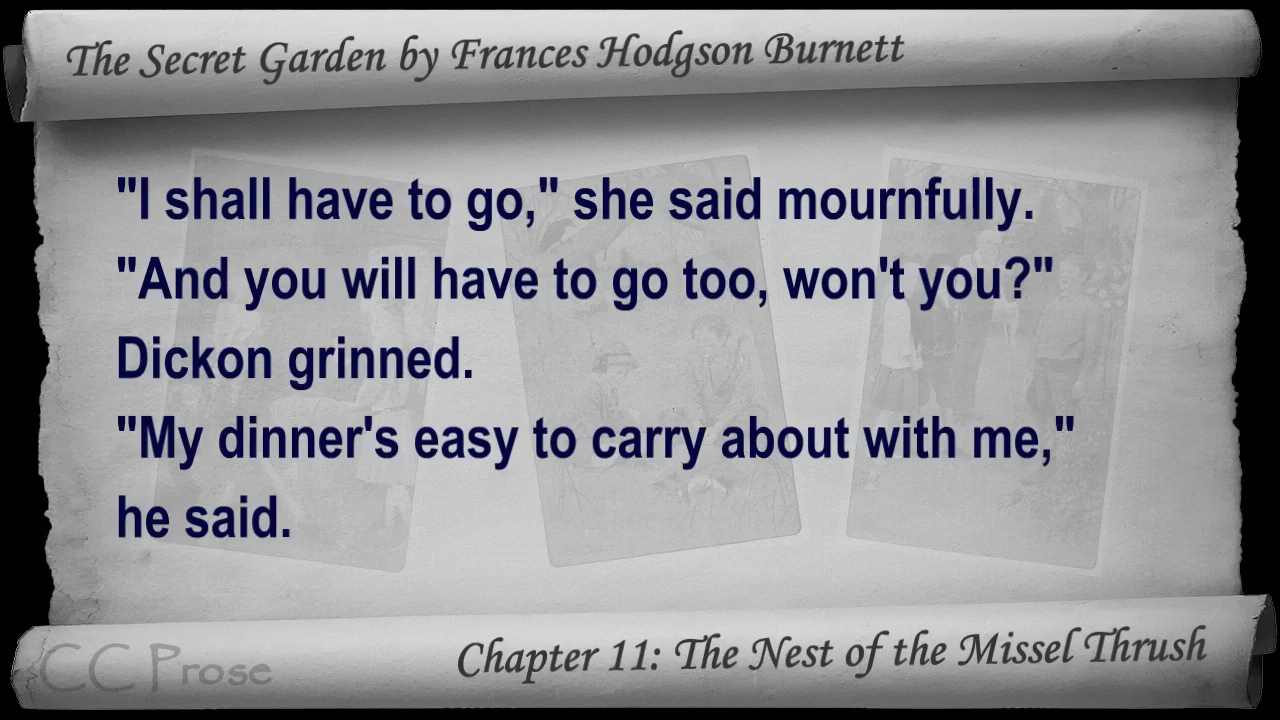 The Secret Garden by Frances Hodgson Burnett
"I shall have to go," she said mournfully.
"And you will have to go too, won't you?"
Dickon grinned.
"My dinner's easy to carry about with me,"
he said.
CC Prose
Chapter 11: The Nest of the Missel Thrush